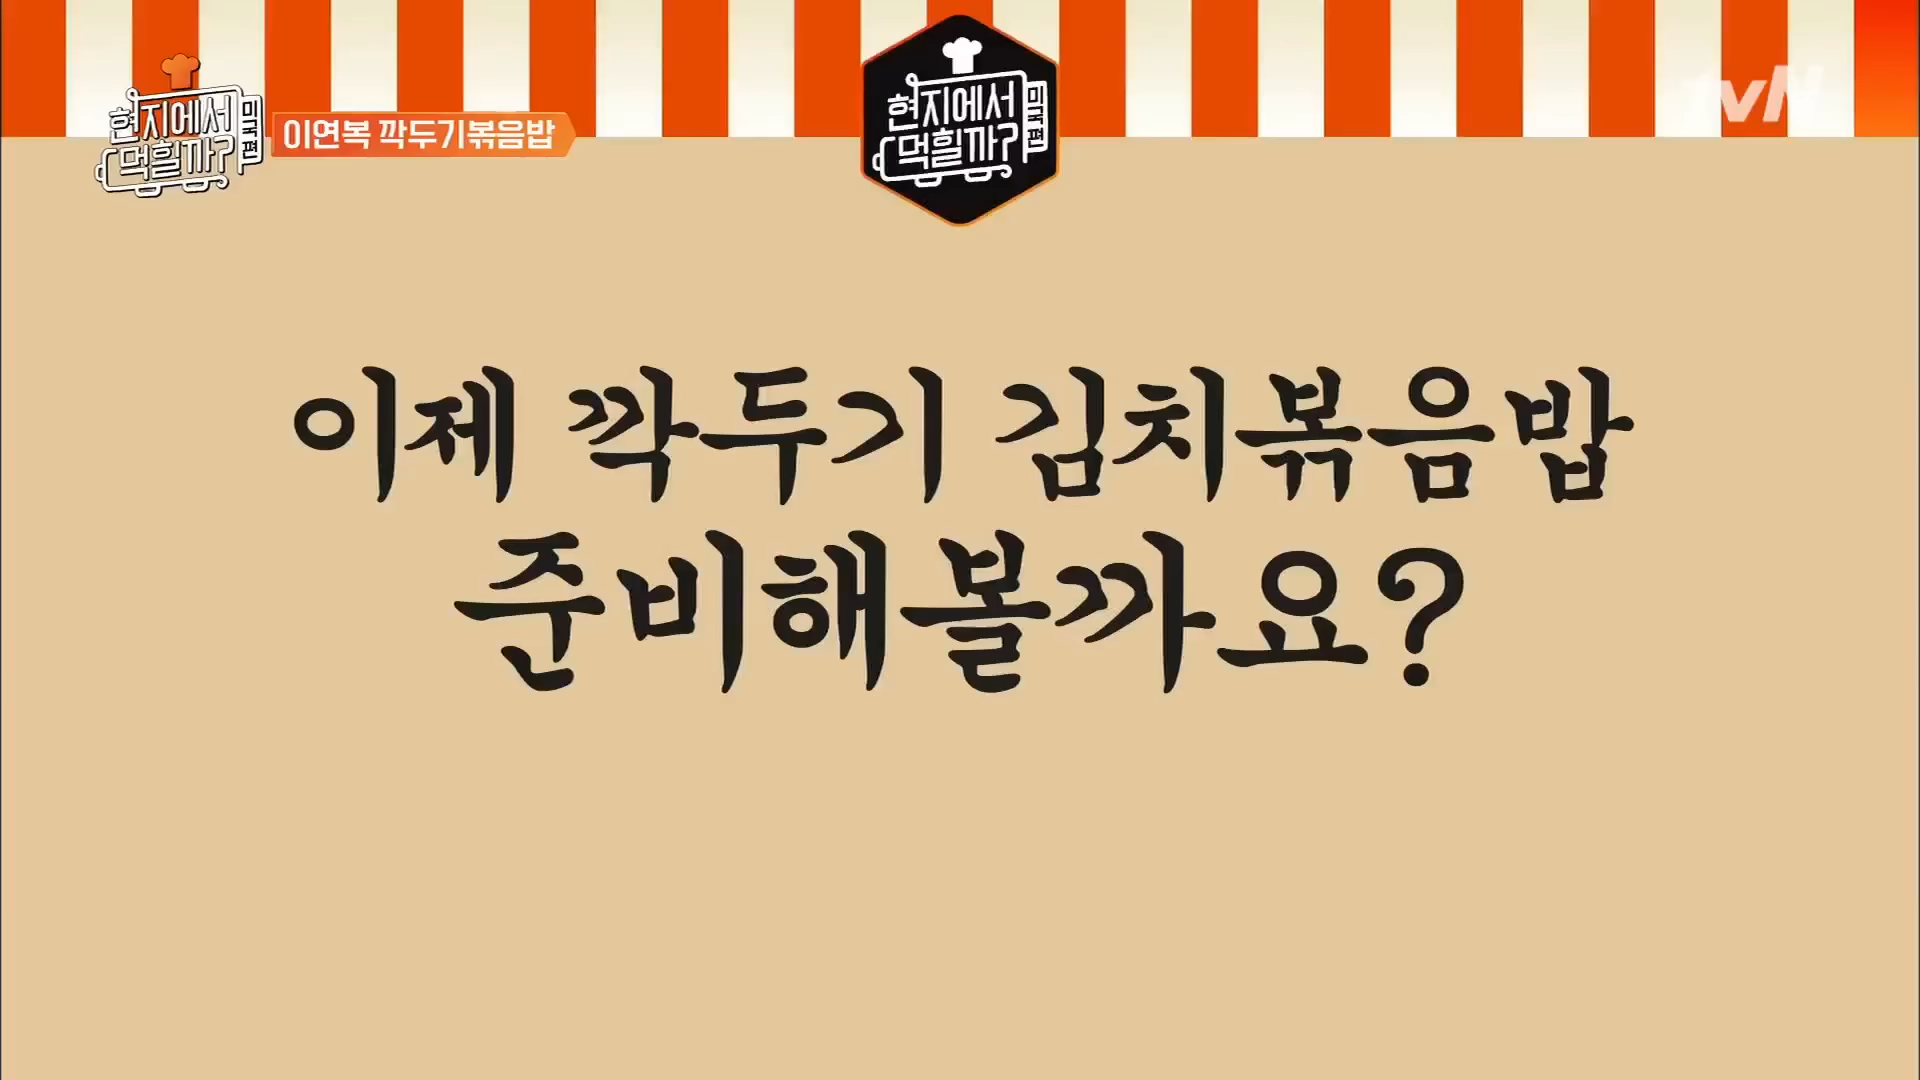 현지에서
먹힐까?
미국편
이연복 깍두기볶음밥
현지에서
먹힐까?
미국편
tvN
이제 깍두기 김치볶음밥
준비해볼까요?